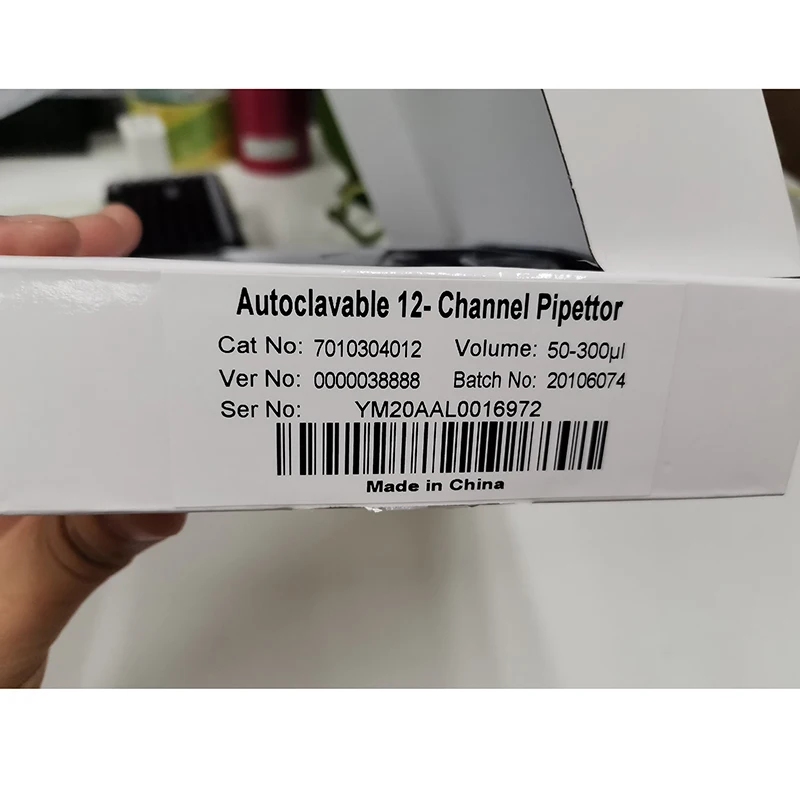 Autoclavable 12- Channel Pipettor
Cat No: 7010304012 Volume: 50-300µl
Ver No: 0000038888 Batch No: 20106074
Ser No: YM20AAL0016972
Made in China